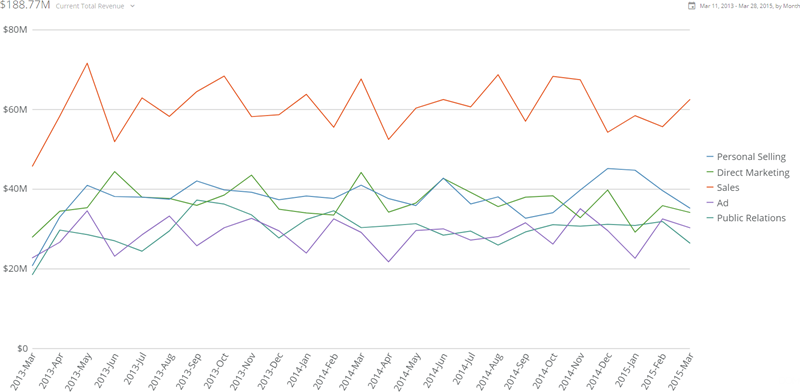 $188.77M Current Total Revenue
Mar 11, 2013 - Mar 28, 2015, by Month
$80M
$60M
$40M
$20M
$0
Personal Selling
Direct Marketing
Sales
Ad
Public Relations
2013-Mar
2013-Apr
2013-May
2013-Jun
2013-Jul
2013-Aug
2013-Sep
2013-Oct
2013-Nov
2013-Dec
2014-Jan
2014-Feb
2014-Mar
2014-Apr
2014-May
2014-Jun
2014-Jul
2014-Aug
2014-Sep
2014-Oct
2014-Nov
2014-Dec
2015-Jan
2015-Feb
2015-Mar